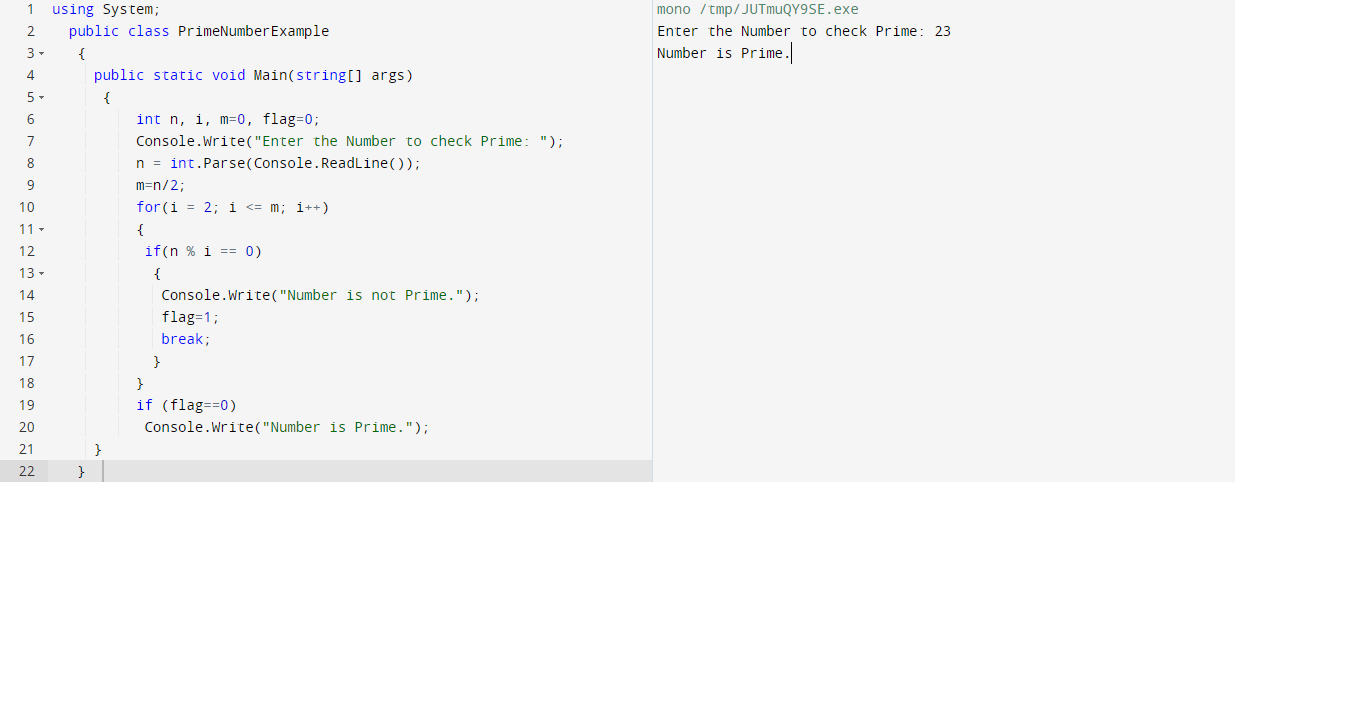 1 using System;
2 public class PrimeNumberExample
3 {
4 public static void Main(string[] args)
5 {
6 int n, i, m=0, flag=0;
7 Console.Write("Enter the Number to check Prime: ");
8 n = int.Parse(Console.ReadLine());
9 m=n/2;
10 for(i = 2; i <= m; i++)
11 {
12 if(n % i == 0)
13 {
14 Console.Write("Number is not Prime.");
15 flag=1;
16 break;
17 }
18 }
19 if (flag==0)
20 Console.Write("Number is Prime.");
21 }
22 }
mono /tmp/JUTmuQY9SE.exe
Enter the Number to check Prime: 23
Number is Prime.